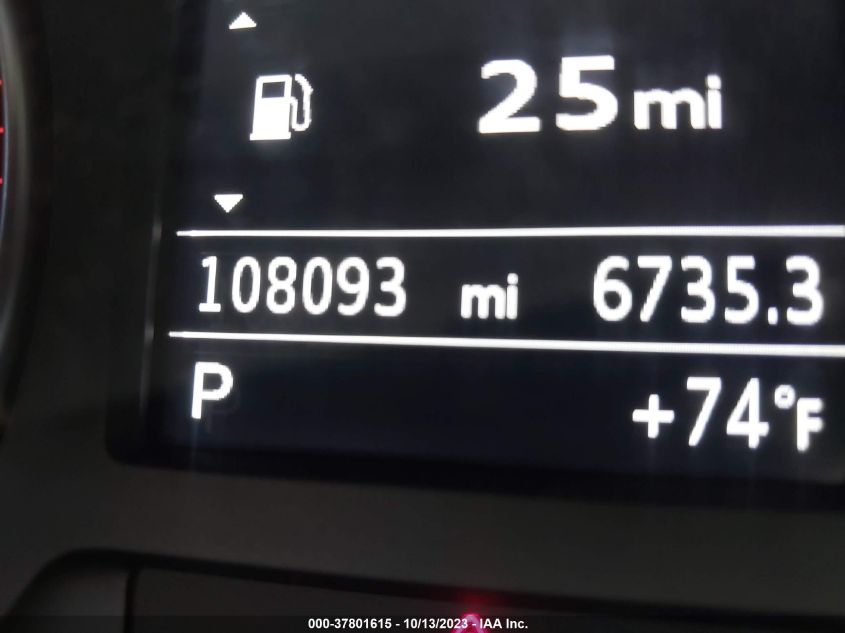 25 mi
108093 mi 6735.3
P +74°F
000-37801615 - 10/13/2023 - IAA Inc.